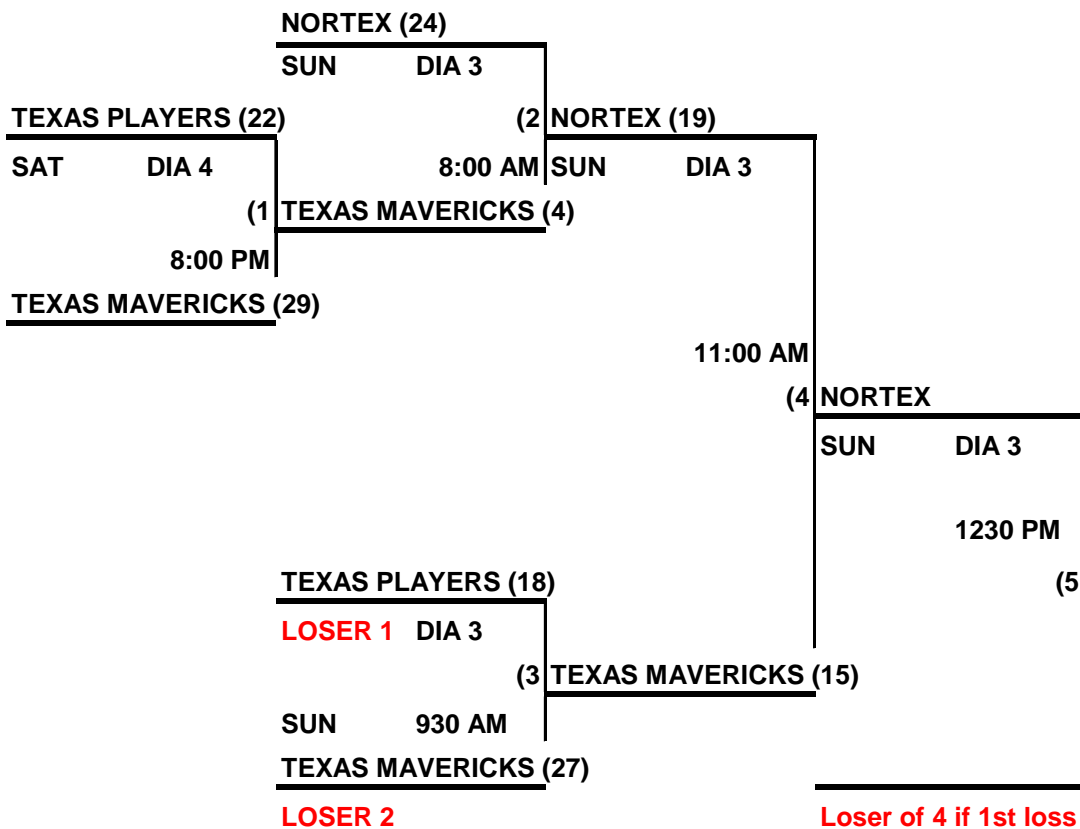 NORTEX (24)
SUN DIA 3
TEXAS PLAYERS (22) (2 NORTEX (19)
SAT DIA 4 8:00 AM SUN DIA 3
(1 TEXAS MAVERICKS (4)
8:00 PM
TEXAS MAVERICKS (29)
11:00 AM
(4 NORTEX
SUN DIA 3
1230 PM
TEXAS PLAYERS (18) (5
LOSER 1 DIA 3
(3 TEXAS MAVERICKS (15)
SUN 930 AM
TEXAS MAVERICKS (27)
LOSER 2 Loser of 4 if 1st loss